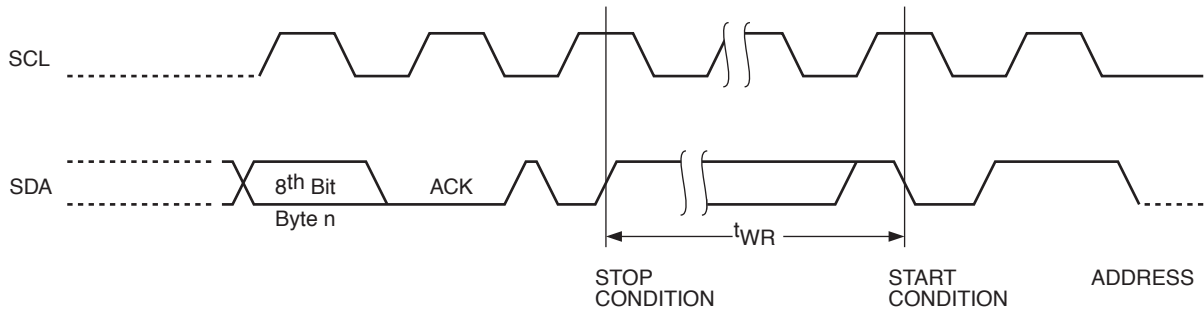 SCL
SDA
8th Bit
ACK
Byte n
tWR
STOP
CONDITION
START
CONDITION
ADDRESS